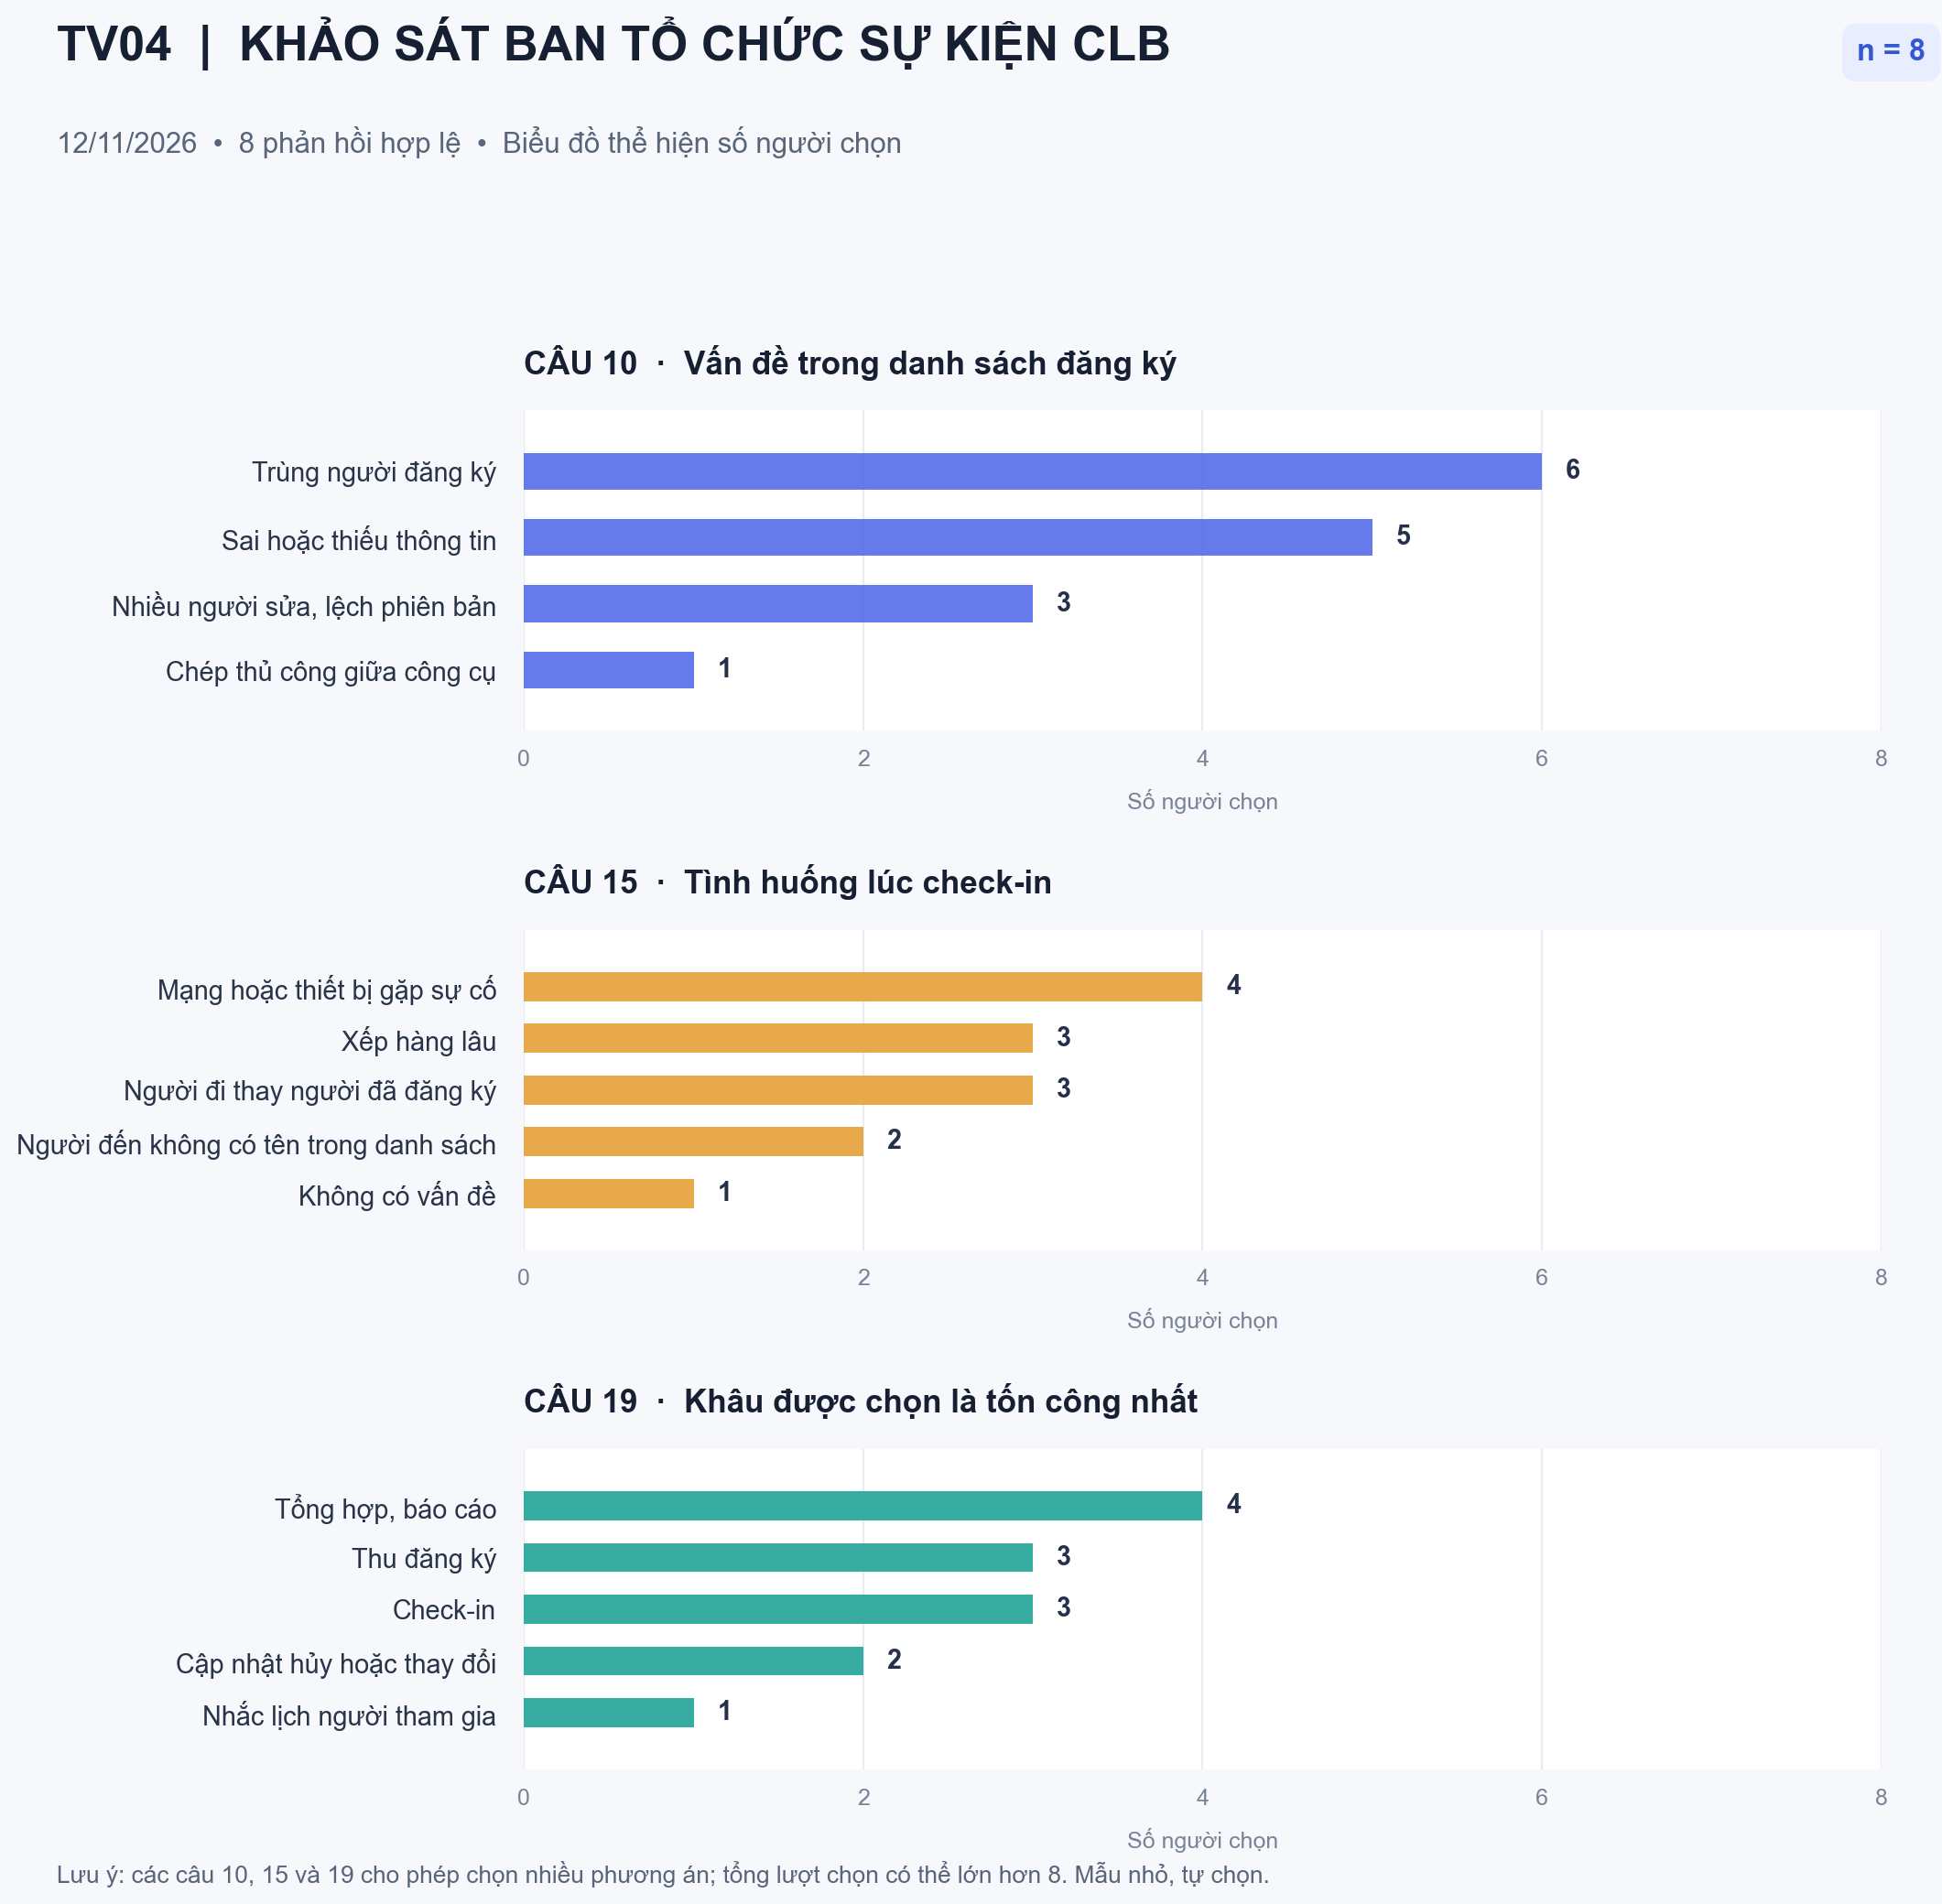 TV04 | KHẢO SÁT BAN TỔ CHỨC SỰ KIỆN CLB
n = 8
12/11/2026 • 8 phản hồi hợp lệ • Biểu đồ thể hiện số người chọn
CÂU 10 · Vấn đề trong danh sách đăng ký
Trùng người đăng ký 6
Sai hoặc thiếu thông tin 5
Nhiều người sửa, lệch phiên bản 3
Chép thủ công giữa công cụ 1
0 2 4 6 8
Số người chọn
CÂU 15 · Tình huống lúc check-in
Mạng hoặc thiết bị gặp sự cố 4
Xếp hàng lâu 3
Người đi thay người đã đăng ký 3
Người đến không có tên trong danh sách 2
Không có vấn đề 1
0 2 4 6 8
Số người chọn
CÂU 19 · Khâu được chọn là tốn công nhất
Tổng hợp, báo cáo 4
Thu đăng ký 3
Check-in 3
Cập nhật hủy hoặc thay đổi 2
Nhắc lịch người tham gia 1
0 2 4 6 8
Số người chọn
Lưu ý: các câu 10, 15 và 19 cho phép chọn nhiều phương án; tổng lượt chọn có thể lớn hơn 8. Mẫu nhỏ, tự chọn.